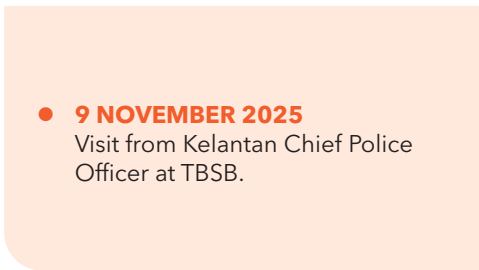 9 NOVEMBER 2025
Visit from Kelantan Chief Police
Officer at TBSB.